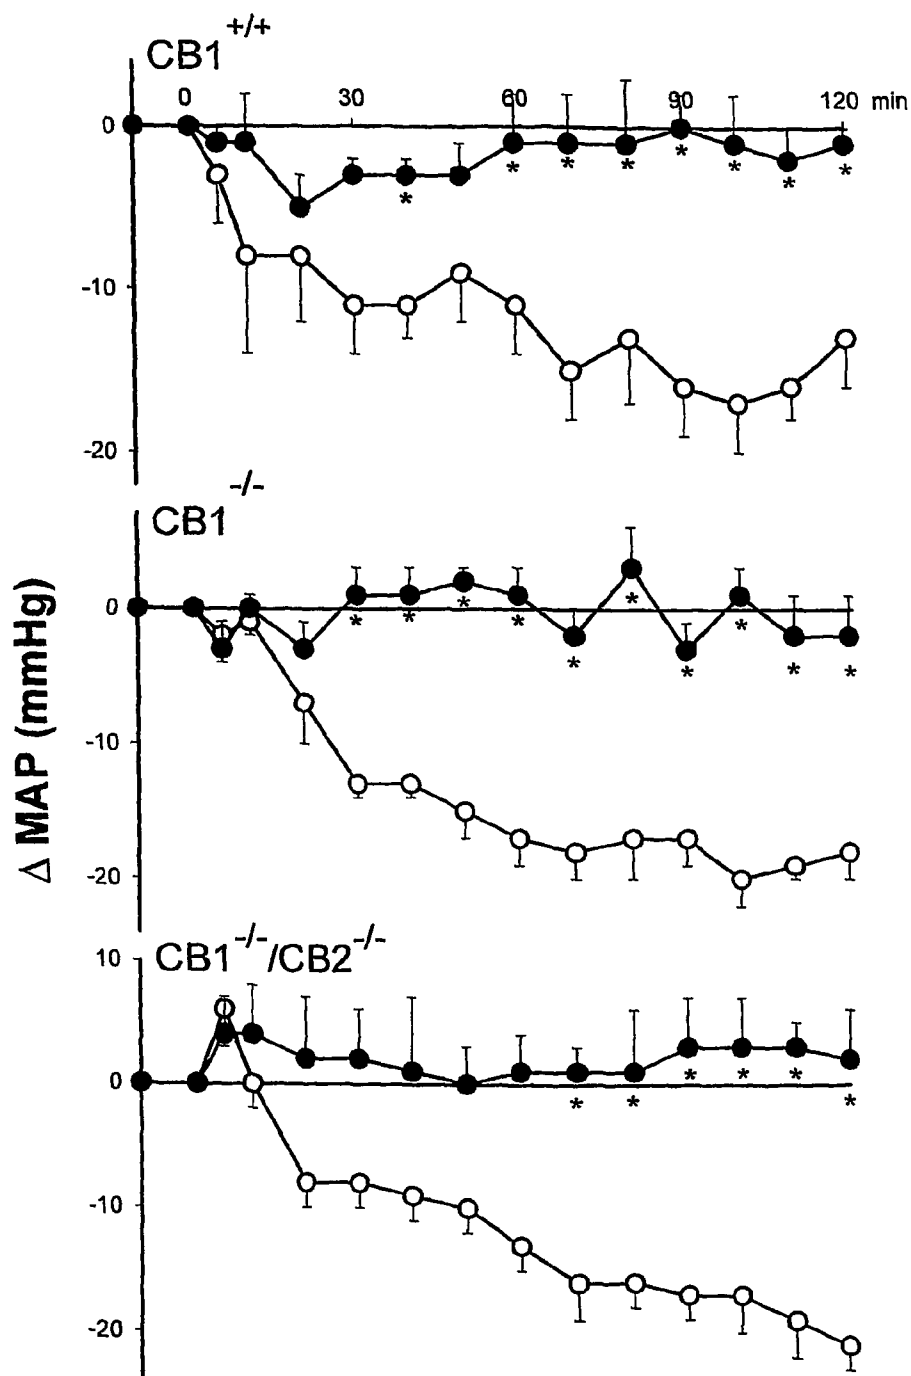 CB1+/+
0 30 60 90 120 min
0
-10
-20
CB1-/-
0
-10
-20
Δ MAP (mmHg)
CB1-/-/CB2-/-
10
0
-10
-20
* * * * * * * *
* * * * * * * * * *
* * * * * *